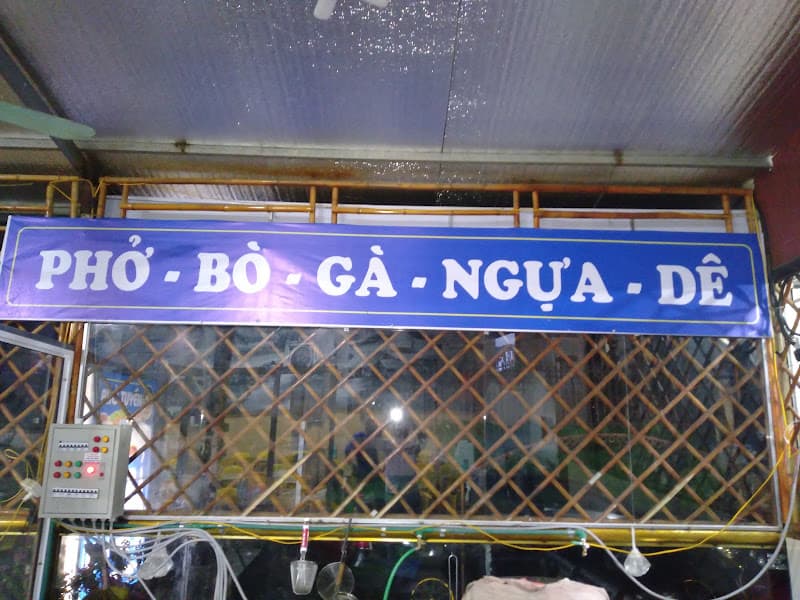 PHỞ - BÒ - GÀ - NGỰA - DÊ